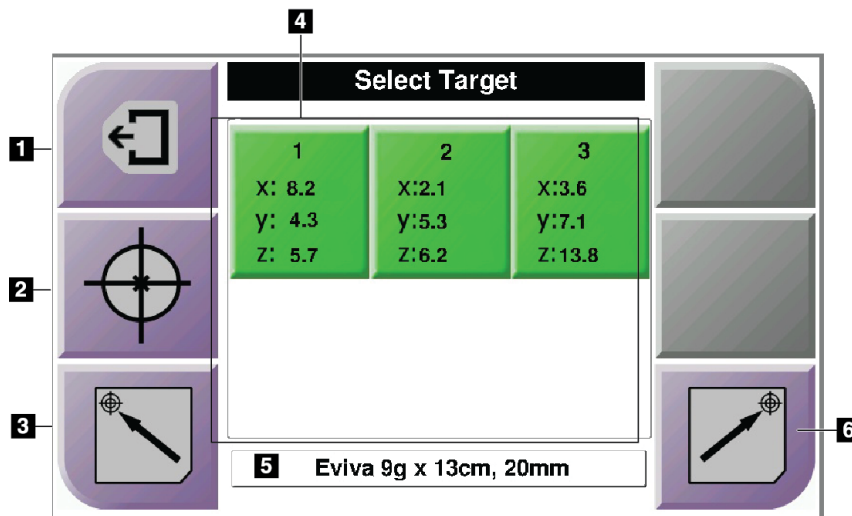 4
Select Target
1
1 2 3
x: 8.2 x:2.1 x:3.6
y: 4.3 y:5.3 y:7.1
z: 5.7 z:6.2 z:13.8
2
3
6
5 Eviva 9g x 13cm, 20mm